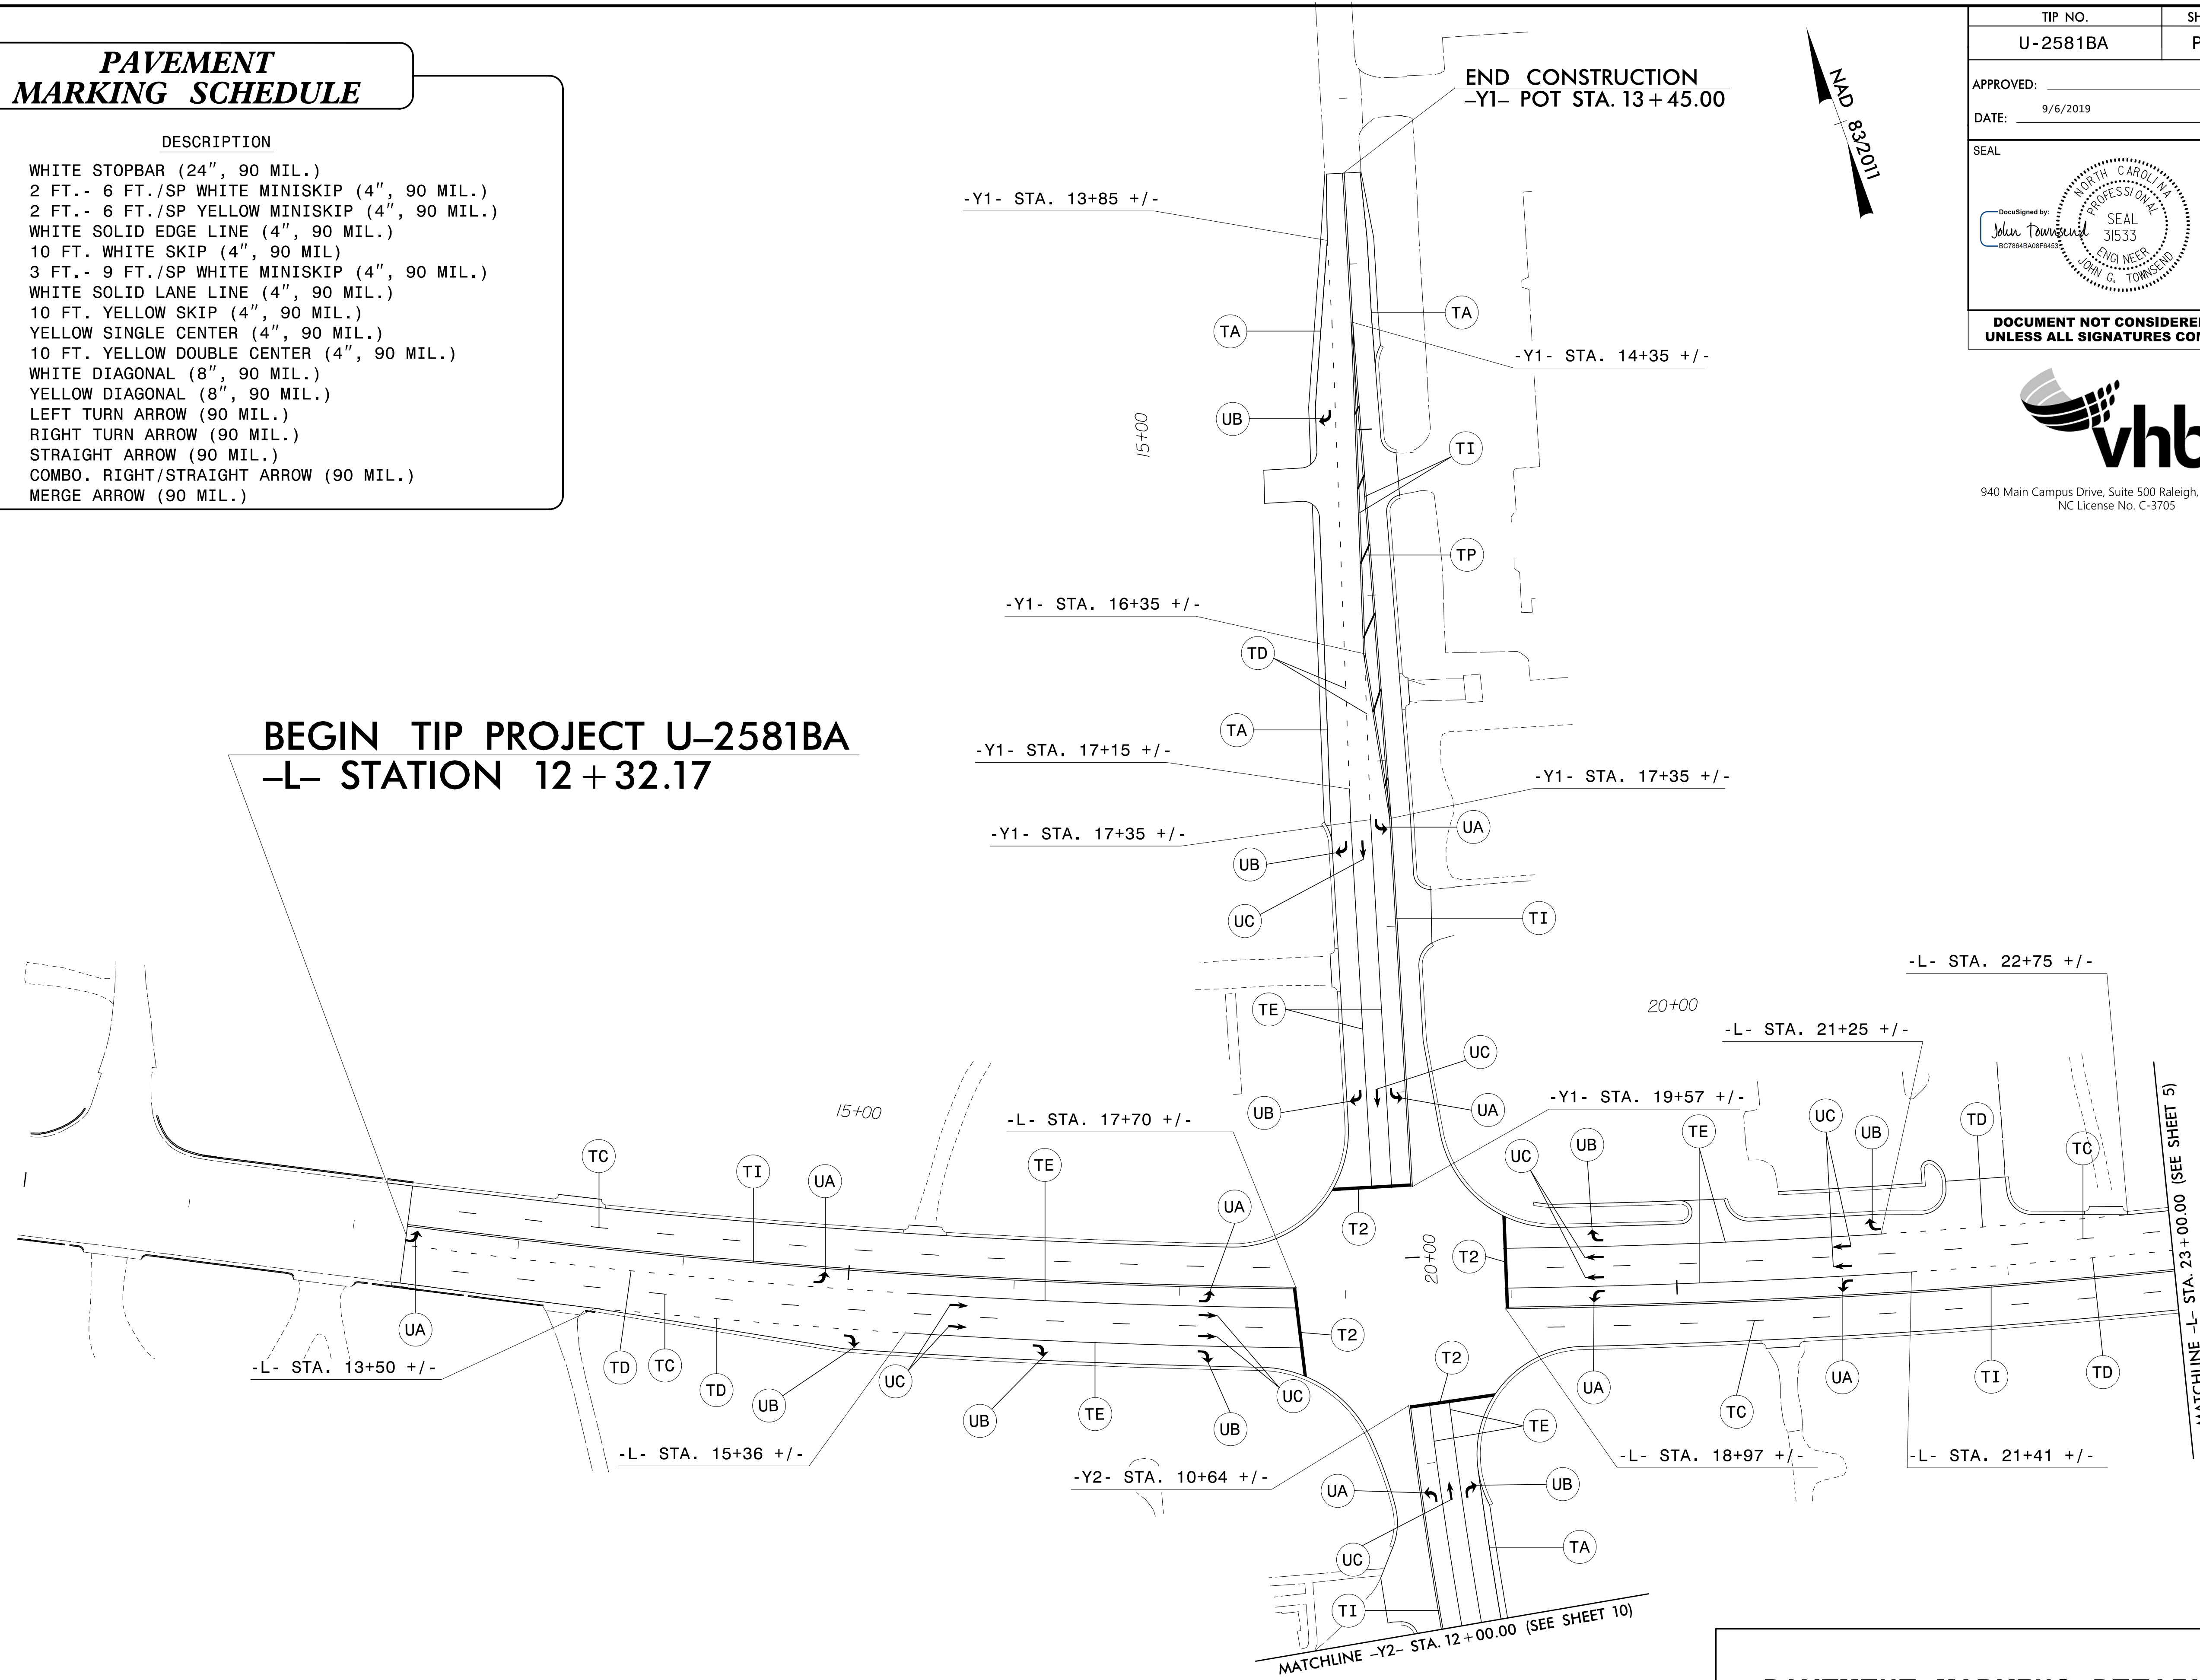 PAVEMENT
MARKING SCHEDULE
DESCRIPTION
WHITE STOPBAR (24", 90 MIL.)
2 FT.- 6 FT./SP WHITE MINISKIP (4", 90 MIL.)
2 FT.- 6 FT./SP YELLOW MINISKIP (4", 90 MIL.)
WHITE SOLID EDGE LINE (4", 90 MIL.)
10 FT. WHITE SKIP (4", 90 MIL)
3 FT.- 9 FT./SP WHITE MINISKIP (4", 90 MIL.)
WHITE SOLID LANE LINE (4", 90 MIL.)
10 FT. YELLOW SKIP (4", 90 MIL.)
YELLOW SINGLE CENTER (4", 90 MIL.)
10 FT. YELLOW DOUBLE CENTER (4", 90 MIL.)
WHITE DIAGONAL (8", 90 MIL.)
YELLOW DIAGONAL (8", 90 MIL.)
LEFT TURN ARROW (90 MIL.)
RIGHT TURN ARROW (90 MIL.)
STRAIGHT ARROW (90 MIL.)
COMBO. RIGHT/STRAIGHT ARROW (90 MIL.)
MERGE ARROW (90 MIL.)
END CONSTRUCTION
-Y1- POT STA. 13+45.00
NAD 83/2011
TIP NO.
U-2581BA
APPROVED:
DATE: 9/6/2019
SEAL
DocuSigned by:
John Townsend
BC7864BA08F6453
NORTH CAROLINA
PROFESSIONAL
SEAL
31533
ENGINEER
JOHN G. TOWNSEND
DOCUMENT NOT CONSIDERE
UNLESS ALL SIGNATURES CO
vhb
940 Main Campus Drive, Suite 500 Raleigh,
NC License No. C-3705
-Y1- STA. 13+85 +/-
TA
TA
-Y1- STA. 14+35 +/-
UB
15+00
TI
TP
-Y1- STA. 16+35 +/-
TD
TA
BEGIN TIP PROJECT U-2581BA
-L- STATION 12+32.17
-Y1- STA. 17+15 +/-
-Y1- STA. 17+35 +/-
-Y1- STA. 17+35 +/-
UA
UB
UC
TI
TE
-L- STA. 22+75 +/-
20+00
-L- STA. 21+25 +/-
UC
UB
UA
-Y1- STA. 19+57 +/-
15+00
-L- STA. 17+70 +/-
TC
TI
UA
TE
UA
T2
UC
UB
TE
UC
UB
TD
TC
T2
20+00
UA
T2
-L- STA. 13+50 +/-
TD
TC
TD
UB
UC
UB
TE
UB
UC
T2
UA
TC
UA
TI
TD
MATCHLINE -L- STA. 23+00.00 (SEE SHEET 5)
-L- STA. 15+36 +/-
TE
-L- STA. 18+97 +/-
-L- STA. 21+41 +/-
-Y2- STA. 10+64 +/-
UA
UB
UC
TA
TI
MATCHLINE -Y2- STA. 12+00.00 (SEE SHEET 10)